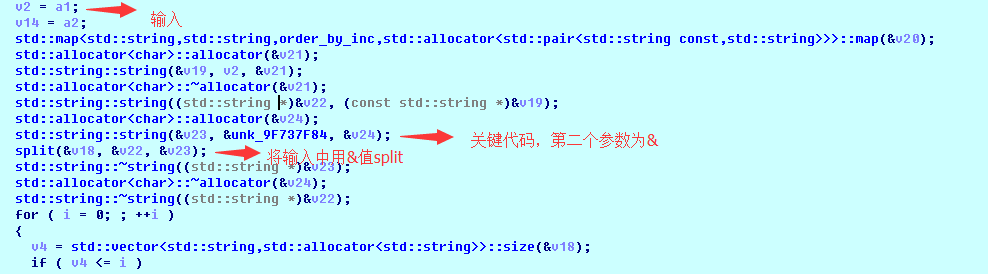 v2 = a1;
输入
v14 = a2;
std::map<std::string,std::string,order_by_inc,std::allocator<std::pair<std::string const,std::string>>>::map(&v20);
std::allocator<char>::allocator(&v21);
std::string::string(&v19, v2, &v21);
std::allocator<char>::~allocator(&v21);
std::string::string((std::string *)&v22, (const std::string *)&v19);
std::allocator<char>::allocator(&v24);
std::string::string(&v23, &unk_9F737F84, &v24);
关键代码，第二个参数为&
split(&v18, &v22, &v23);
将输入中用&值split
std::string::~string((std::string *)&v23);
std::allocator<char>::~allocator(&v24);
std::string::~string((std::string *)&v22);
for ( i = 0; ; ++i )
{
v4 = std::vector<std::string,std::allocator<std::string>>::size(&v18);
if ( v4 <= i )